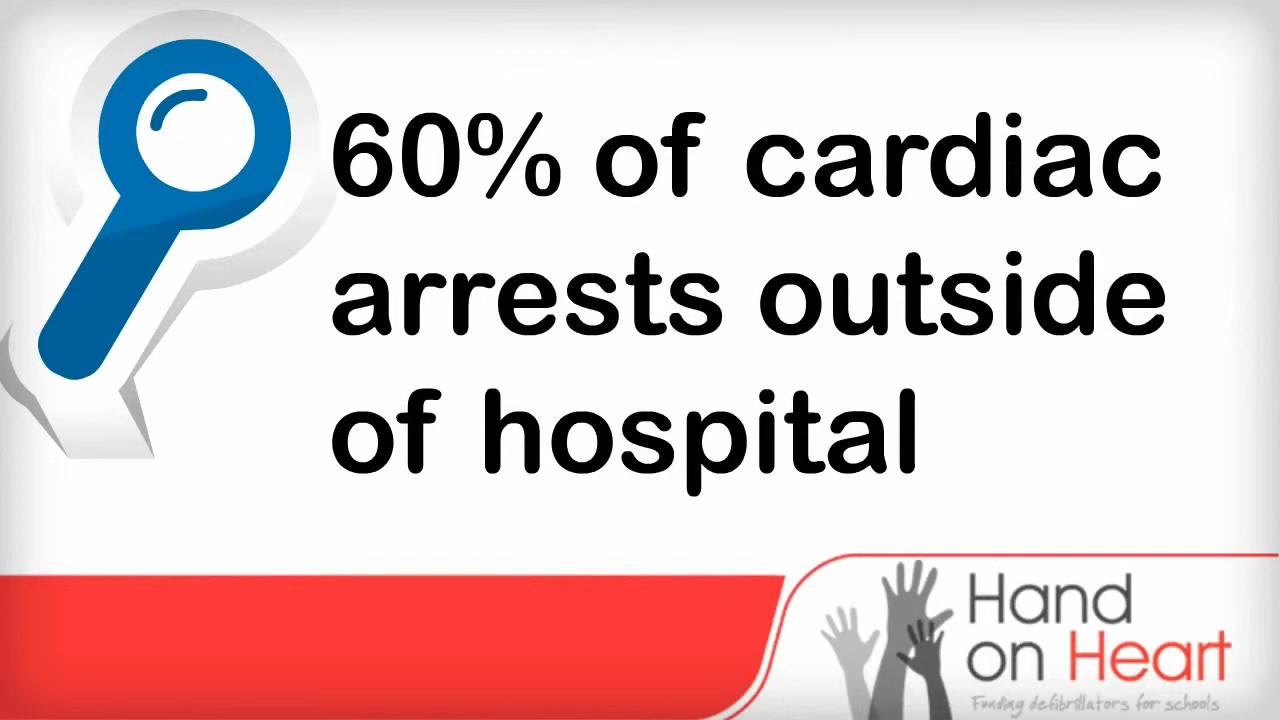 60% of cardiac
arrests outside
of hospital
Hand
on Heart
Funding defibrillators for schools